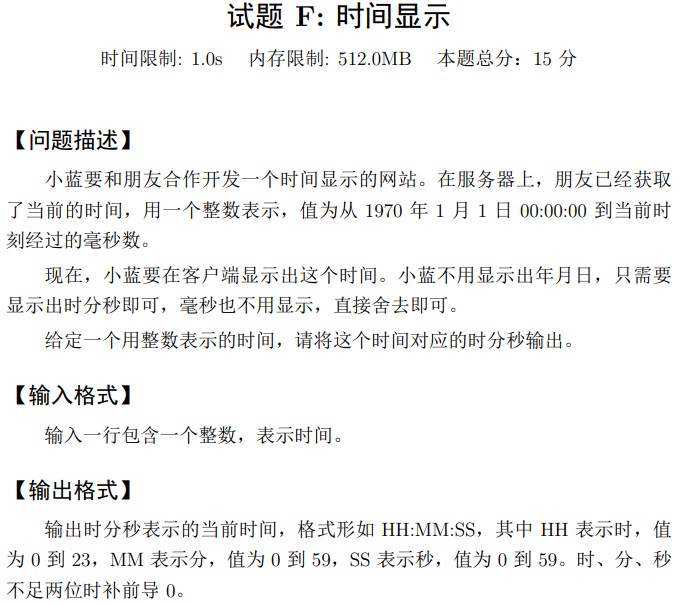 试题 F: 时间显示
时间限制: 1.0s 内存限制: 512.0MB 本题总分：15 分
【问题描述】
小蓝要和朋友合作开发一个时间显示的网站。在服务器上，朋友已经获取
了当前的时间，用一个整数表示，值为从 1970 年 1 月 1 日 00:00:00 到当前时
刻经过的毫秒数。
现在，小蓝要在客户端显示出这个时间。小蓝不用显示出年月日，只需要
显示出时分秒即可，毫秒也不用显示，直接舍去即可。
给定一个用整数表示的时间，请将这个时间对应的时分秒输出。
【输入格式】
输入一行包含一个整数，表示时间。
【输出格式】
输出时分秒表示的当前时间，格式形如 HH:MM:SS，其中 HH 表示时，值
为 0 到 23，MM 表示分，值为 0 到 59，SS 表示秒，值为 0 到 59。时、分、秒
不足两位时补前导 0。